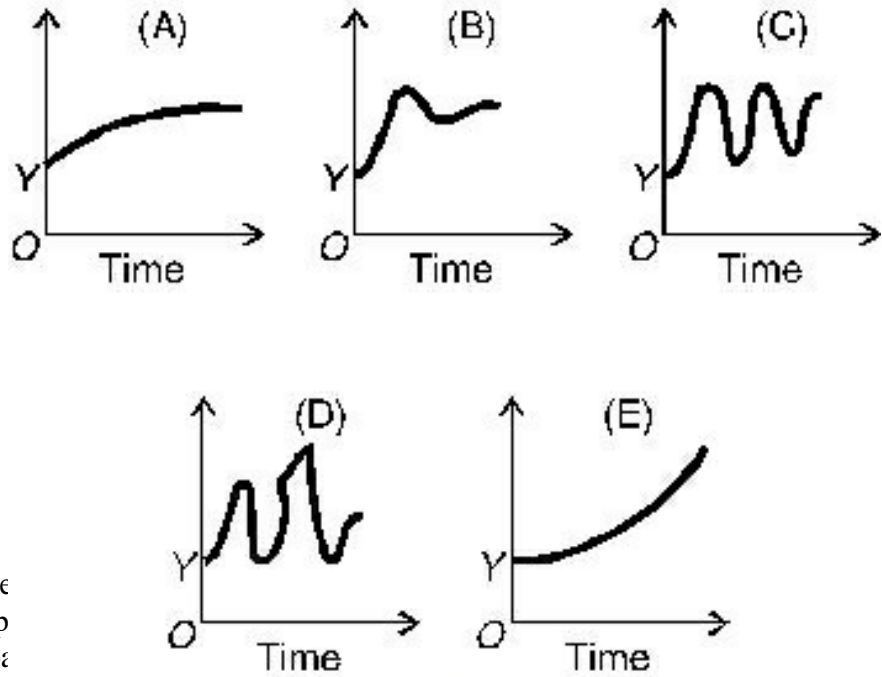 (A) (B) (C)
Y Y Y
O O O
Time Time Time
(D) (E)
Y Y
O O
Time Time